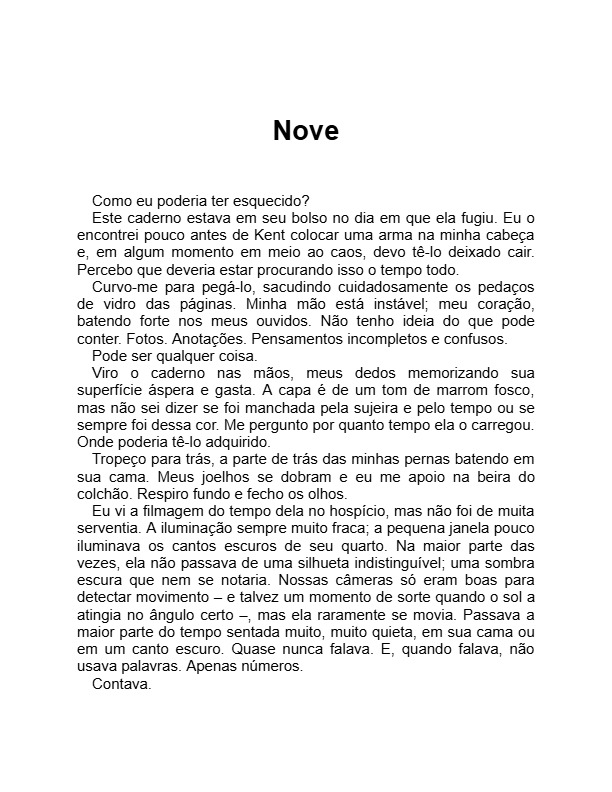 Nove
Como eu poderia ter esquecido?
Este caderno estava em seu bolso no dia em que ela fugiu. Eu o
encontrei pouco antes de Kent colocar uma arma na minha cabeça
e, em algum momento em meio ao caos, devo tê-lo deixado cair.
Percebo que deveria estar procurando isso o tempo todo.
Curvo-me para pegá-lo, sacudindo cuidadosamente os pedaços
de vidro das páginas. Minha mão está instável; meu coração,
batendo forte nos meus ouvidos. Não tenho ideia do que pode
conter. Fotos. Anotações. Pensamentos incompletos e confusos.
Pode ser qualquer coisa.
Viro o caderno nas mãos, meus dedos memorizando sua
superfície áspera e gasta. A capa é de um tom de marrom fosco,
mas não sei dizer se foi manchada pela sujeira e pelo tempo ou se
sempre foi dessa cor. Me pergunto por quanto tempo ela o carregou.
Onde poderia tê-lo adquirido.
Tropeço para trás, a parte de trás das minhas pernas batendo em
sua cama. Meus joelhos se dobram e eu me apoio na beira do
colchão. Respiro fundo e fecho os olhos.
Eu vi a filmagem do tempo dela no hospício, mas não foi de muita
serventia. A iluminação sempre muito fraca; a pequena janela pouco
iluminava os cantos escuros de seu quarto. Na maior parte das
vezes, ela não passava de uma silhueta indistinguível; uma sombra
escura que nem se notaria. Nossas câmeras só eram boas para
detectar movimento – e talvez um momento de sorte quando o sol a
atingia no ângulo certo –, mas ela raramente se movia. Passava a
maior parte do tempo sentada muito, muito quieta, em sua cama ou
em um canto escuro. Quase nunca falava. E, quando falava, não
usava palavras. Apenas números.
Contava.